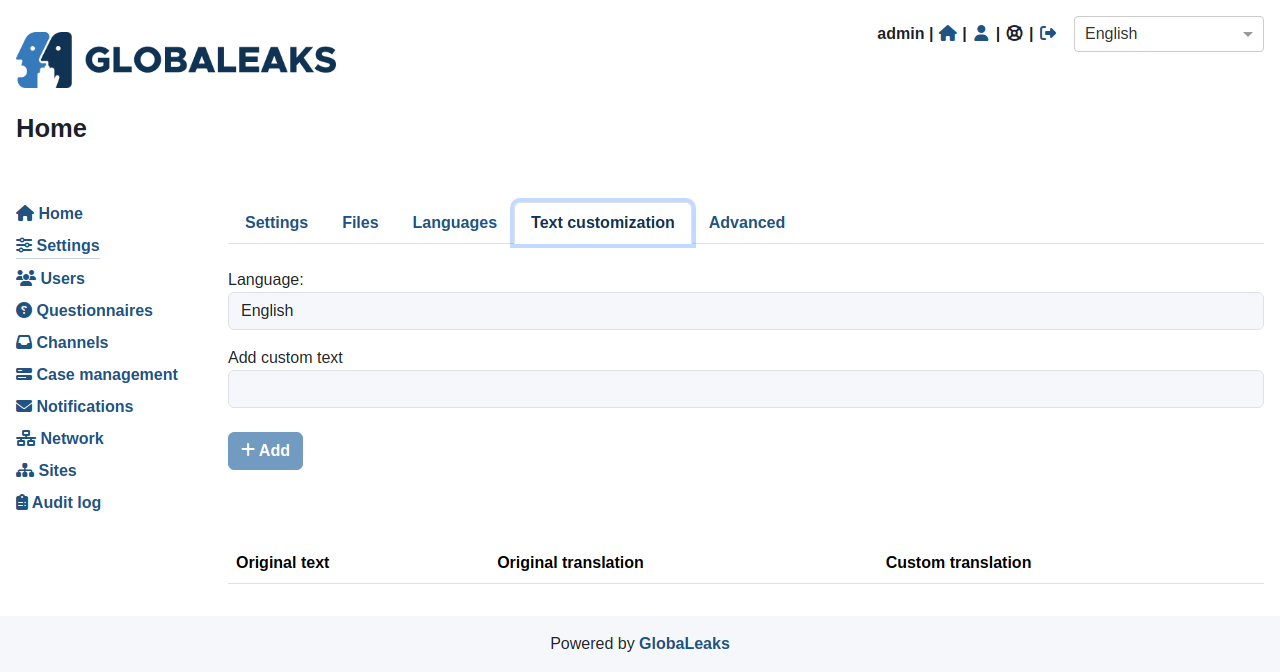 GLOBALEAKS
admin | | | |
English
Home
Home
Settings
Users
Questionnaires
Channels
Case management
Notifications
Network
Sites
Audit log
Settings Files Languages Text customization Advanced
Language:
English
Add custom text
+ Add
Original text Original translation Custom translation
Powered by GlobaLeaks